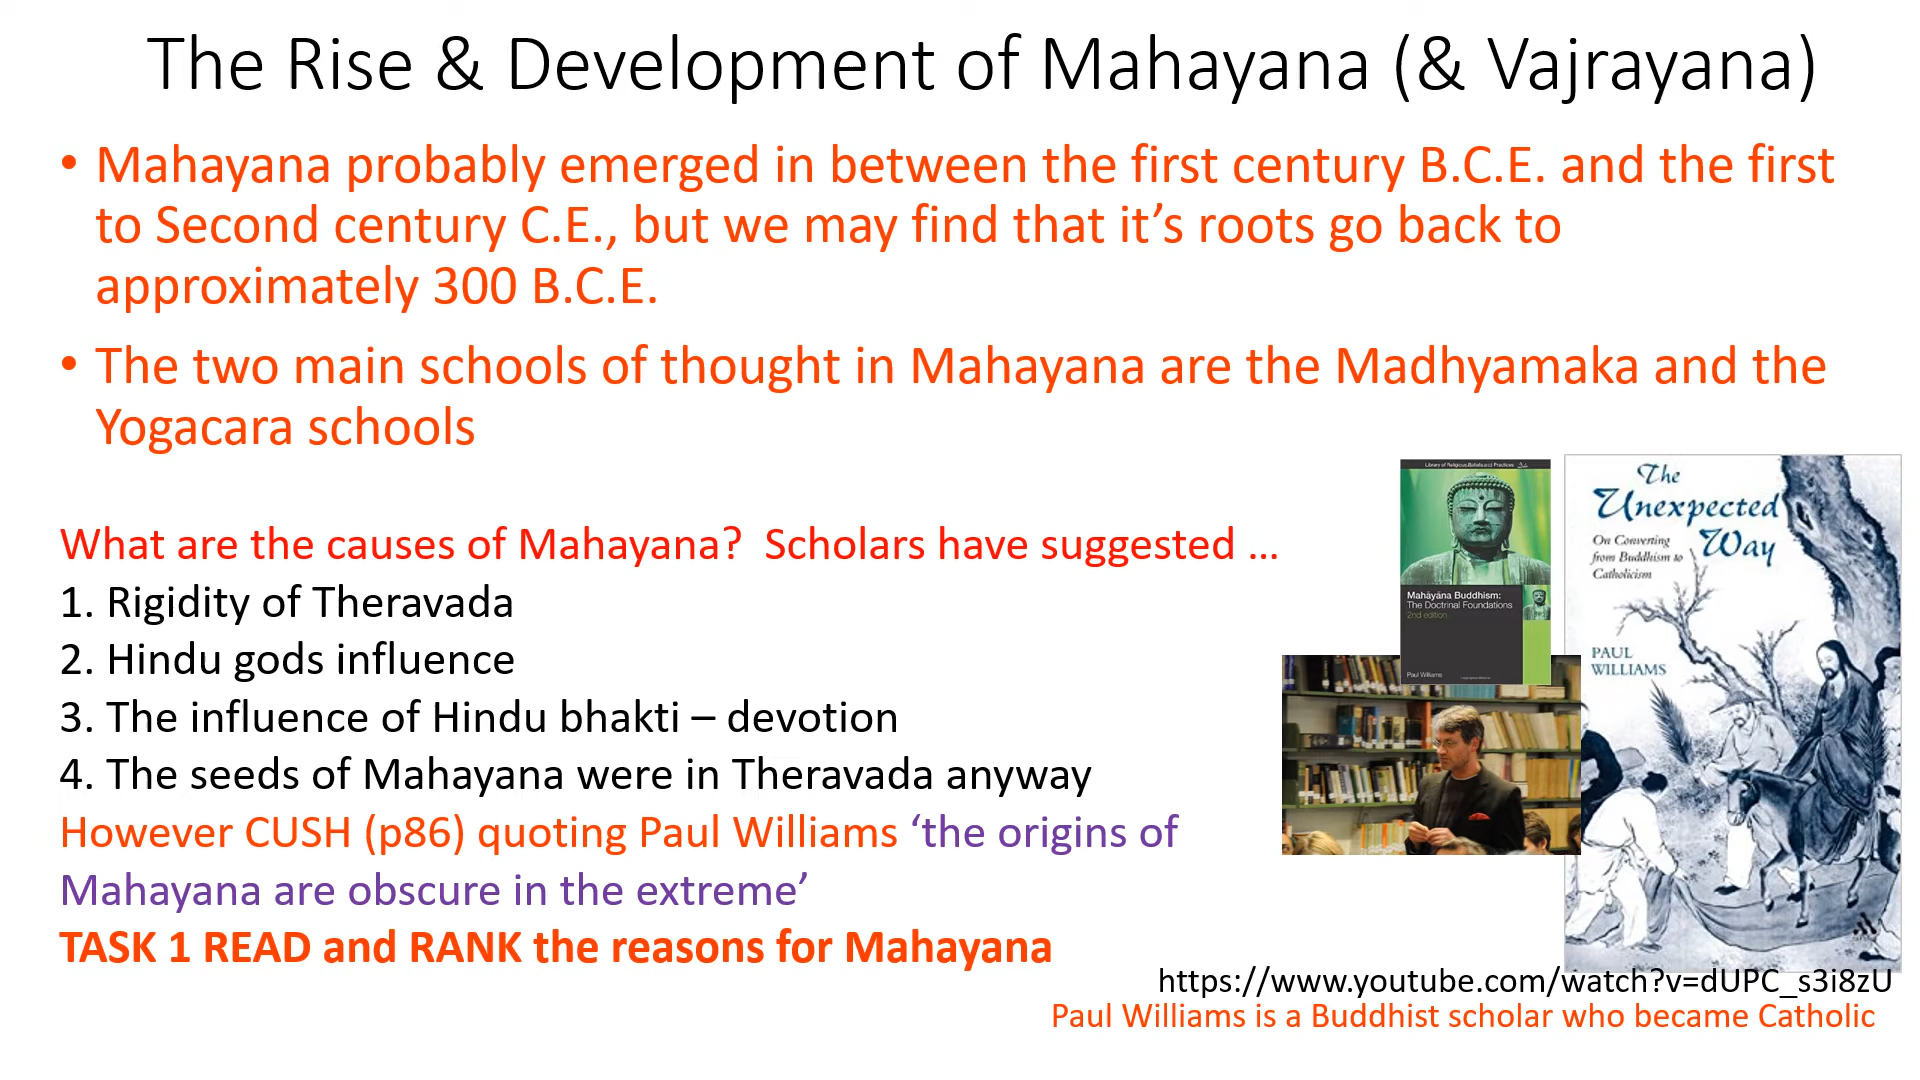 The Rise & Development of Mahayana (& Vajrayana)
• Mahayana probably emerged in between the first century B.C.E. and the first
to Second century C.E., but we may find that it’s roots go back to
approximately 300 B.C.E.
• The two main schools of thought in Mahayana are the Madhyamaka and the
Yogacara schools
What are the causes of Mahayana?  Scholars have suggested ...
1. Rigidity of Theravada
2. Hindu gods influence
3. The influence of Hindu bhakti – devotion
4. The seeds of Mahayana were in Theravada anyway
However CUSH (p86) quoting Paul Williams ‘the origins of
Mahayana are obscure in the extreme’
TASK 1 READ and RANK the reasons for Mahayana
Library of Religious Beliefs and Practices
Mahāyāna Buddhism:
The Doctrinal Foundations
2nd edition
Paul Williams
The
Unexpected
Way
On Converting
from Buddhism to
Catholicism
PAUL
WILLIAMS
https://www.youtube.com/watch?v=dUPC_s3i8zU
Paul Williams is a Buddhist scholar who became Catholic